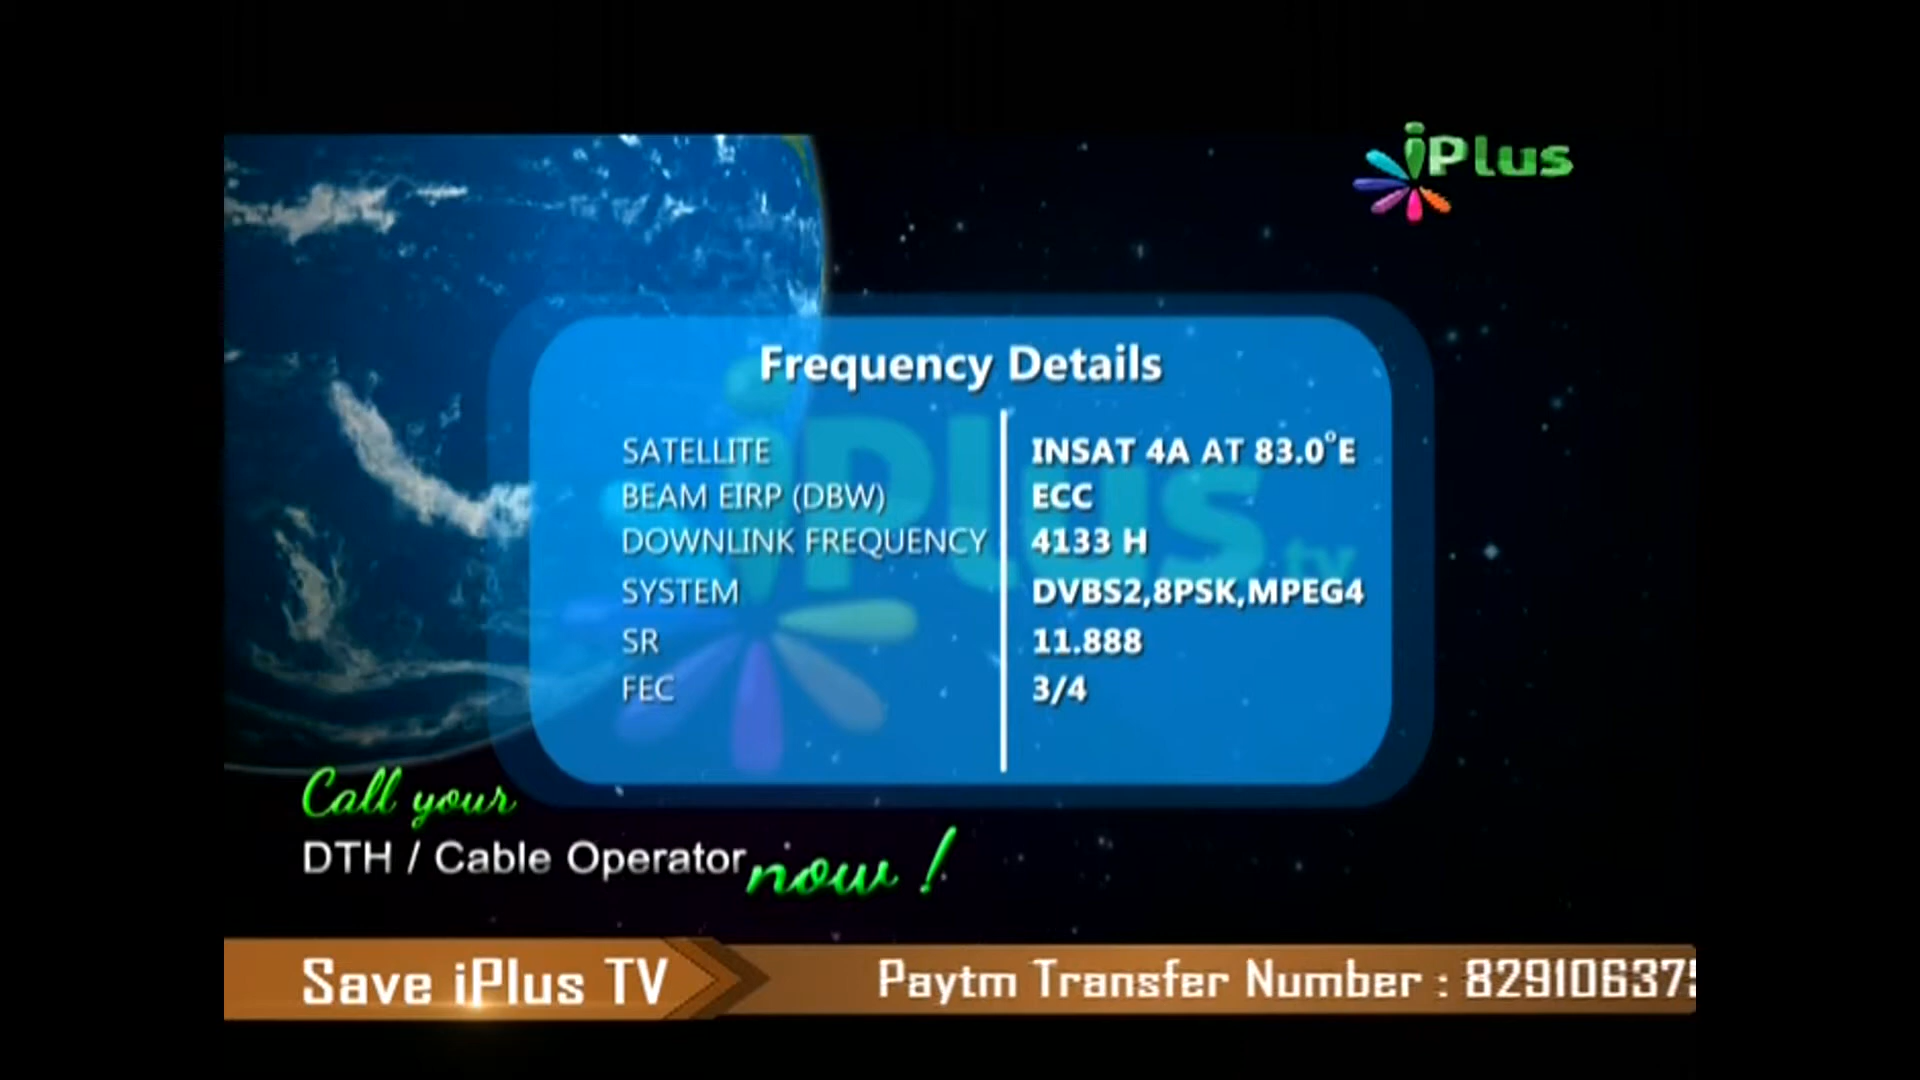 iPlus
Frequency Details
SATELLITE INSAT 4A AT 83.0°E
BEAM EIRP (DBW) ECC
DOWNLINK FREQUENCY 4133 H
SYSTEM DVBS2,8PSK,MPEG4
SR 11.888
FEC 3/4
iPlus.tv
Call your
DTH / Cable Operator now !
Save iPlus TV Paytm Transfer Number :